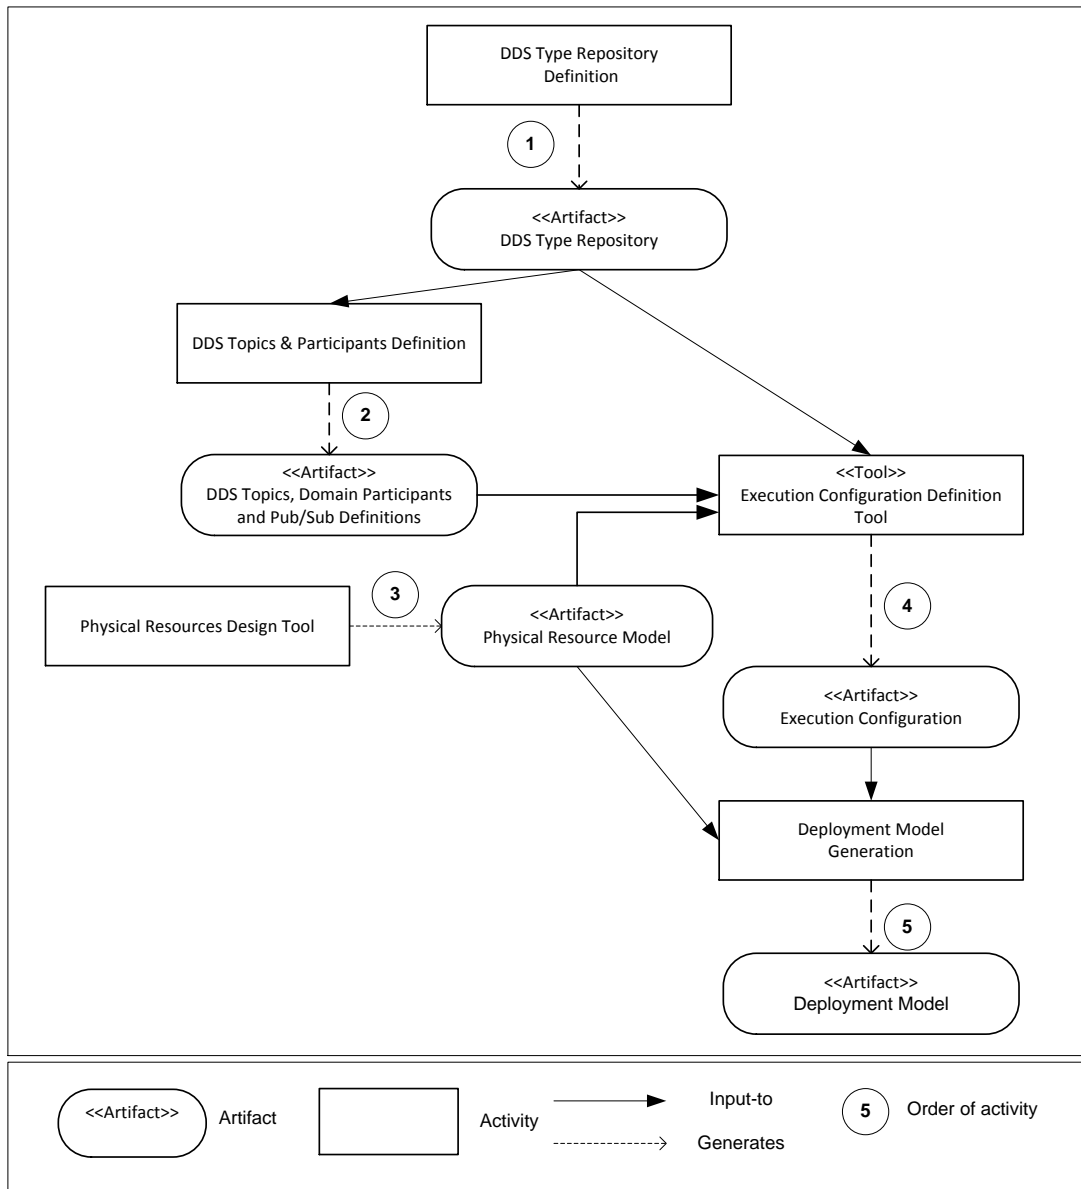 DDS Type Repository
Definition
1
<<Artifact>>
DDS Type Repository
DDS Topics & Participants Definition
2
<<Artifact>>
DDS Topics, Domain Participants
and Pub/Sub Definitions
<<Tool>>
Execution Configuration Definition
Tool
3
Physical Resources Design Tool
<<Artifact>>
Physical Resource Model
4
<<Artifact>>
Execution Configuration
Deployment Model
Generation
5
<<Artifact>>
Deployment Model
<<Artifact>>
Artifact
Activity
Input-to
Generates
5
Order of activity